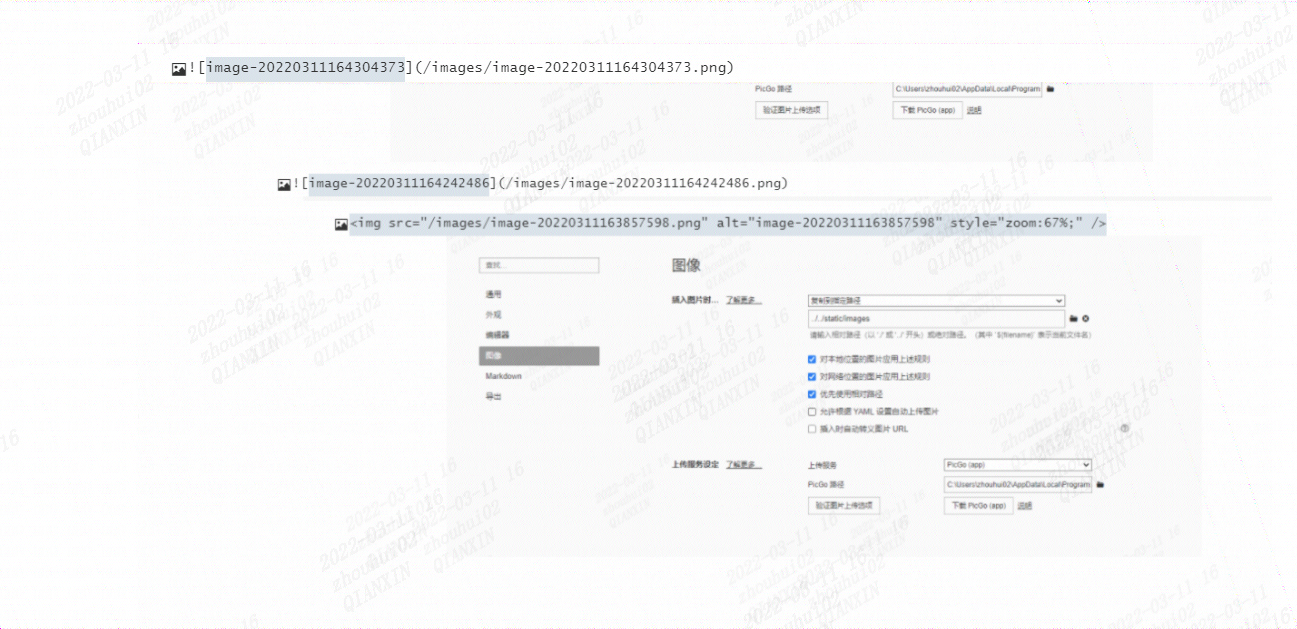 ![image-20220311164304373](/images/image-20220311164304373.png)
PicGo 路径 C:\Users\zhouhui02\AppData\Local\Program
验证图片上传选项 下载 PicGo (app) 选择
![image-20220311164242486](/images/image-20220311164242486.png)
<img src="/images/image-20220311163857598.png" alt="image-20220311163857598" style="zoom:67%;" />
查找... 图像
通用 插入图片时... 了解更多... 复制到指定路径
外观 ../../static/images
编辑器 请输入相对路径（以 './' 或 '../' 开头）或绝对路径。（其中 '${filename}' 表示当前文件名）
图像 对本地位置的图片应用上述规则
Markdown 对网络位置的图片应用上述规则
导出 优先使用相对路径
允许根据 YAML 设置自动上传图片
插入时自动转义图片 URL
上传服务设定 了解更多... 上传服务 PicGo (app)
PicGo 路径 C:\Users\zhouhui02\AppData\Local\Program
验证图片上传选项 下载 PicGo (app)
2022-03-11 16
zhouhui02
QIANXIN